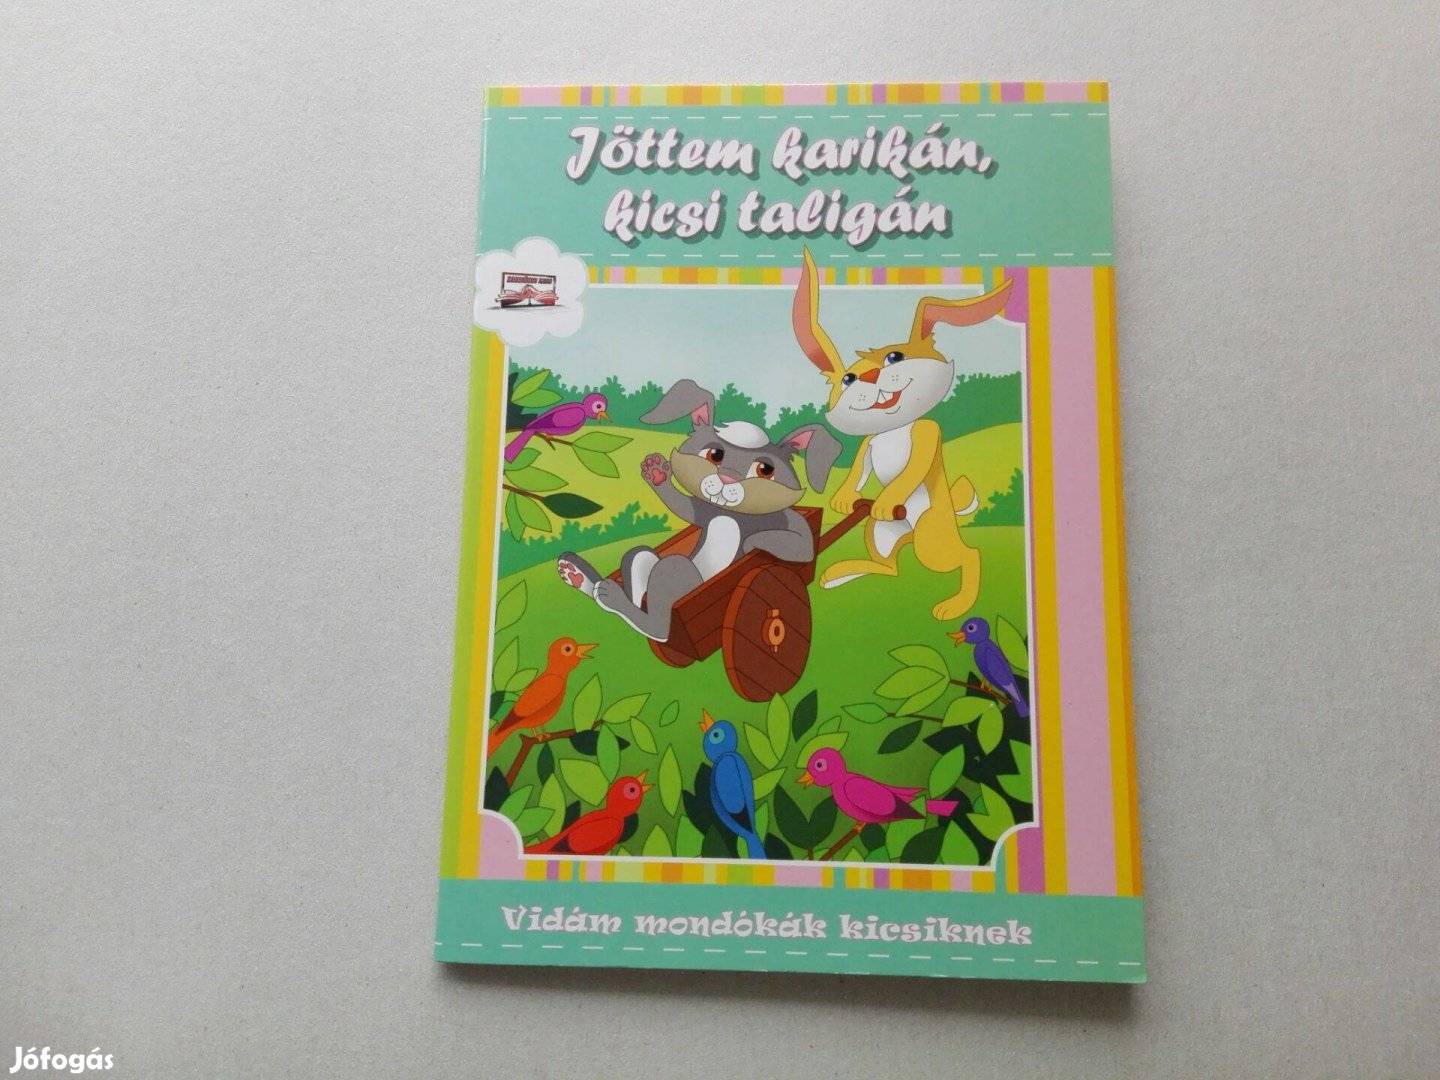 Jöttem karikán,
kicsi taligán
Vidám mondókák kicsiknek
Jófogás